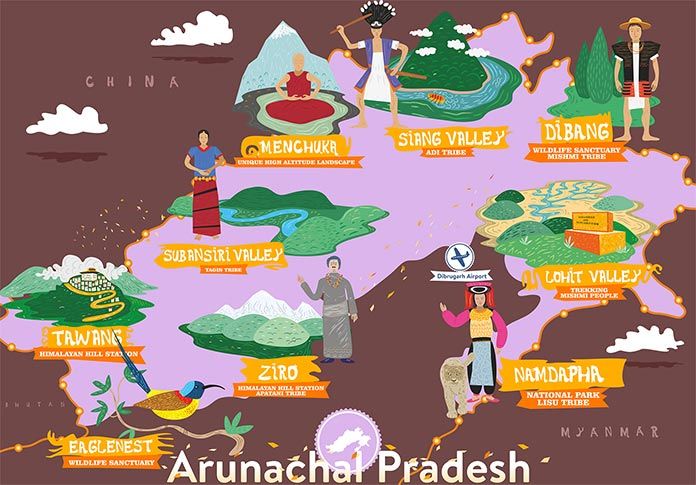 CHINA
MENCHUKA
UNIQUE HIGH ALTITUDE LANDSCAPE
SIANG VALLEY
ADI TRIBE
DIBANG
WILDLIFE SANCTUARY
MISHMI TRIBE
SUBANSIRI VALLEY
TAGIN TRIBE
Dibrugarh Airport
LOHIT VALLEY
TREKKING
MISHMI PEOPLE
TAWANG
HIMALAYAN HILL STATION
ZIRO
HIMALAYAN HILL STATION
APATANI TRIBE
NAMDAPHA
NATIONAL PARK
LISU TRIBE
BHUTAN
MYANMAR
EAGLENEST
WILDLIFE SANCTUARY
Arunachal Pradesh